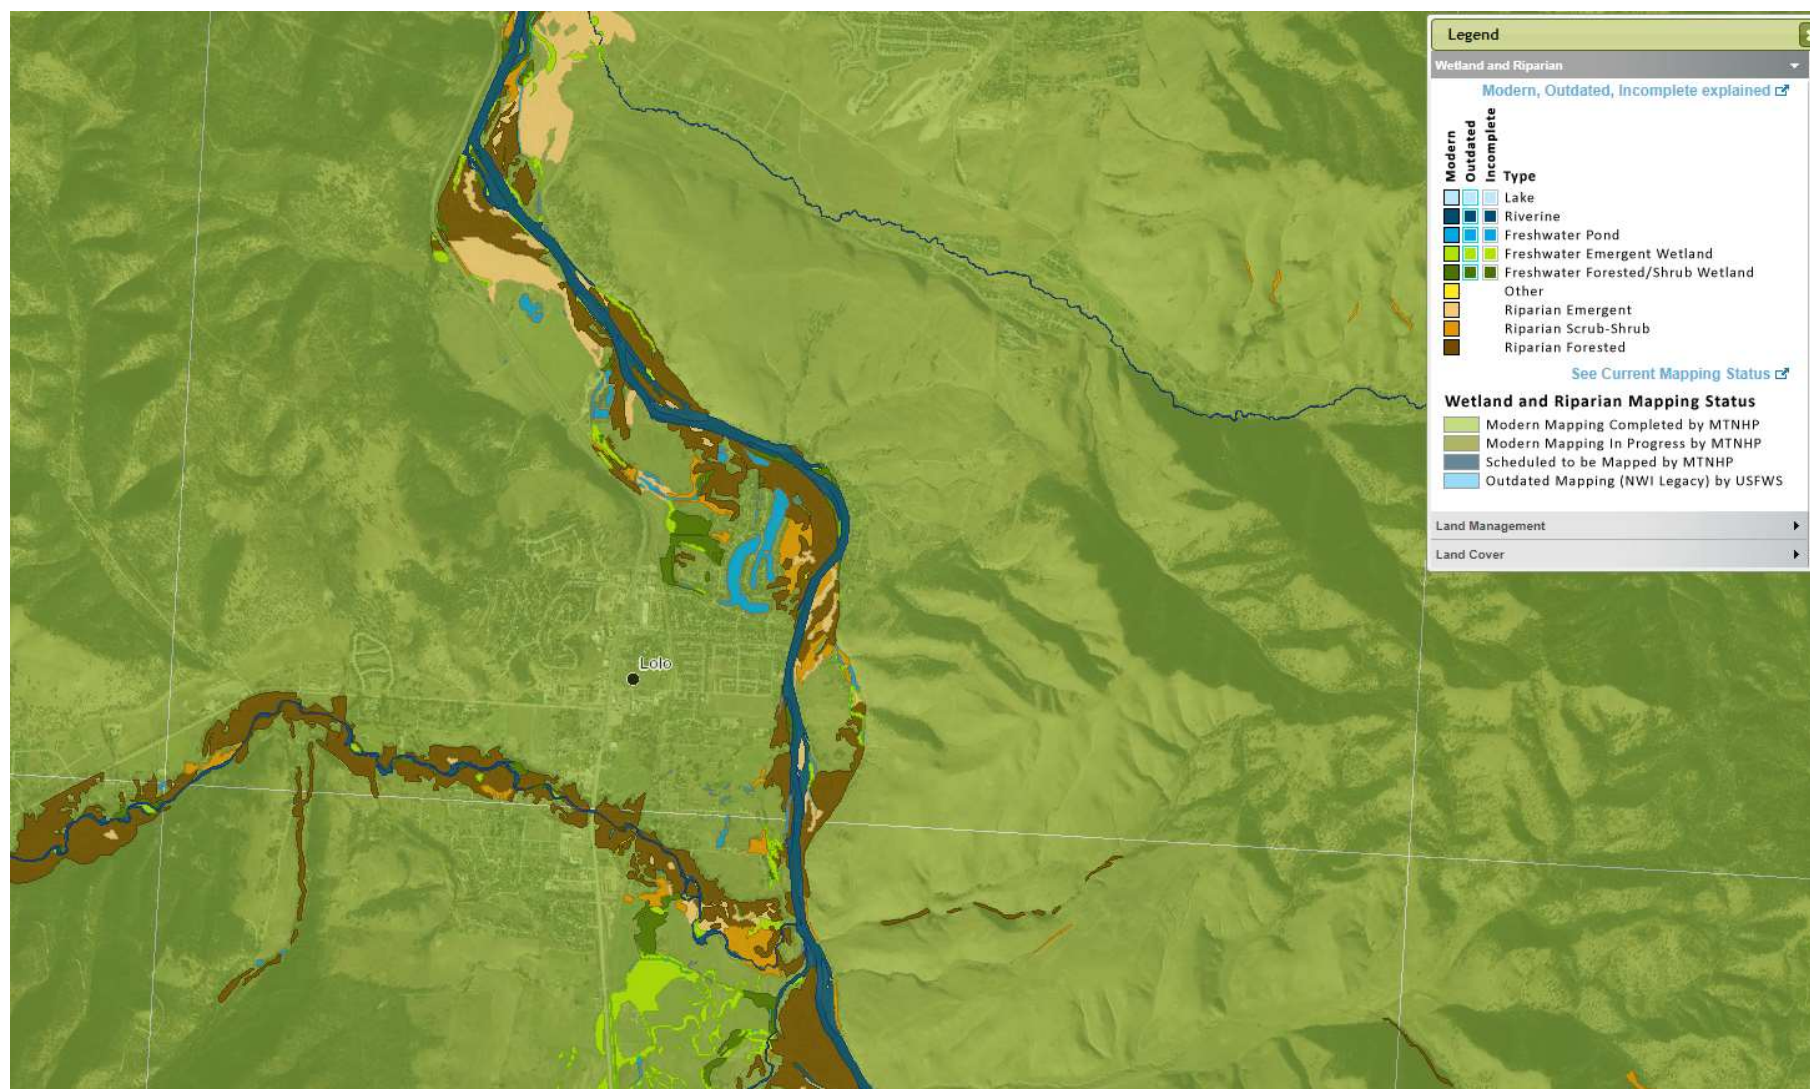 Legend
Wetland and Riparian
Modern, Outdated, Incomplete explained
Modern
Outdated
Incomplete
Type
Lake
Riverine
Freshwater Pond
Freshwater Emergent Wetland
Freshwater Forested/Shrub Wetland
Other
Riparian Emergent
Riparian Scrub-Shrub
Riparian Forested
See Current Mapping Status
Wetland and Riparian Mapping Status
Modern Mapping Completed by MTNHP
Modern Mapping In Progress by MTNHP
Scheduled to be Mapped by MTNHP
Outdated Mapping (NWI Legacy) by USFWS
Land Management
Land Cover
Lolo